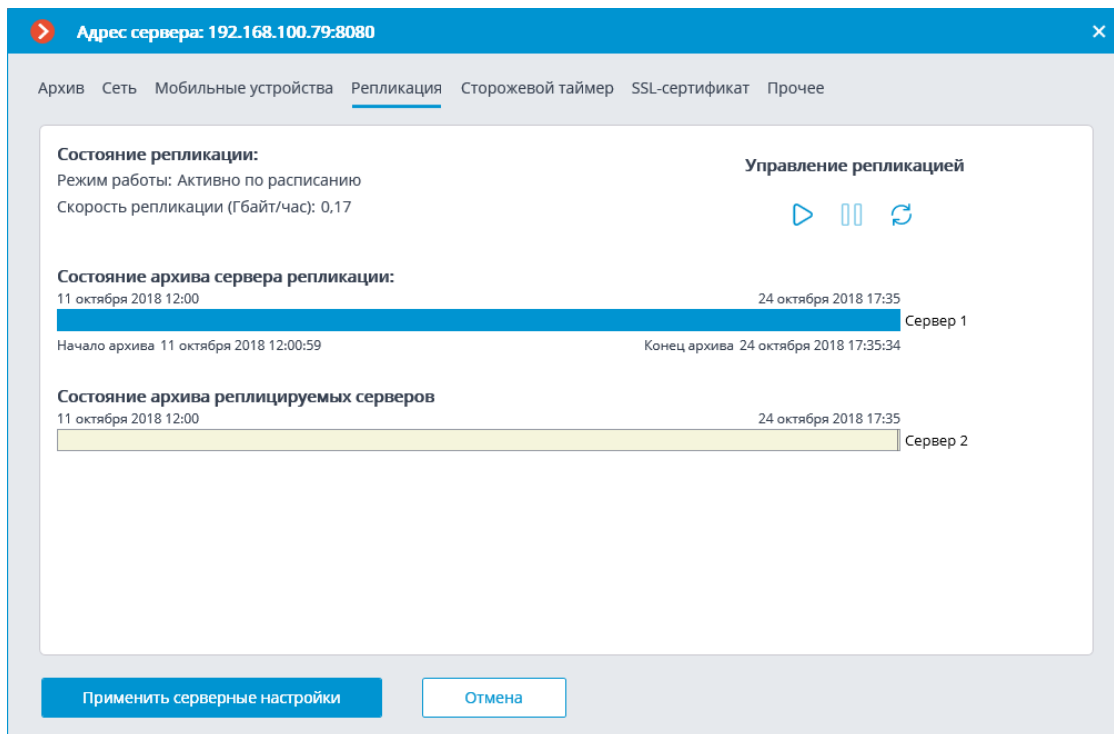 Адрес сервера: 192.168.100.79:8080
Архив Сеть Мобильные устройства Репликация Сторожевой таймер SSL-сертификат Прочее
Состояние репликации:
Управление репликацией
Режим работы: Активно по расписанию
Скорость репликации (Гбайт/час): 0,17
Состояние архива сервера репликации:
11 октября 2018 12:00 24 октября 2018 17:35
Сервер 1
Начало архива 11 октября 2018 12:00:59 Конец архива 24 октября 2018 17:35:34
Состояние архива реплицируемых серверов
11 октября 2018 12:00 24 октября 2018 17:35
Сервер 2
Применить серверные настройки Отмена